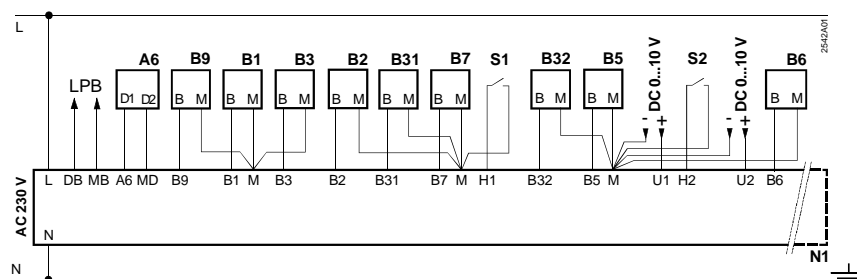 L
2542A01
A6 B9 B1 B3 B2 B31 B7 S1 B32 B5 - DC 0...10 V + S2 - DC 0...10 V + B6
LPB
D1 D2 B M B M B M B M B M B M B M B M B M
AC 230 V
L DB MB A6 MD B9 B1 M B3 B2 B31 B7 M H1 B32 B5 M U1 H2 U2 B6
N
N1
N